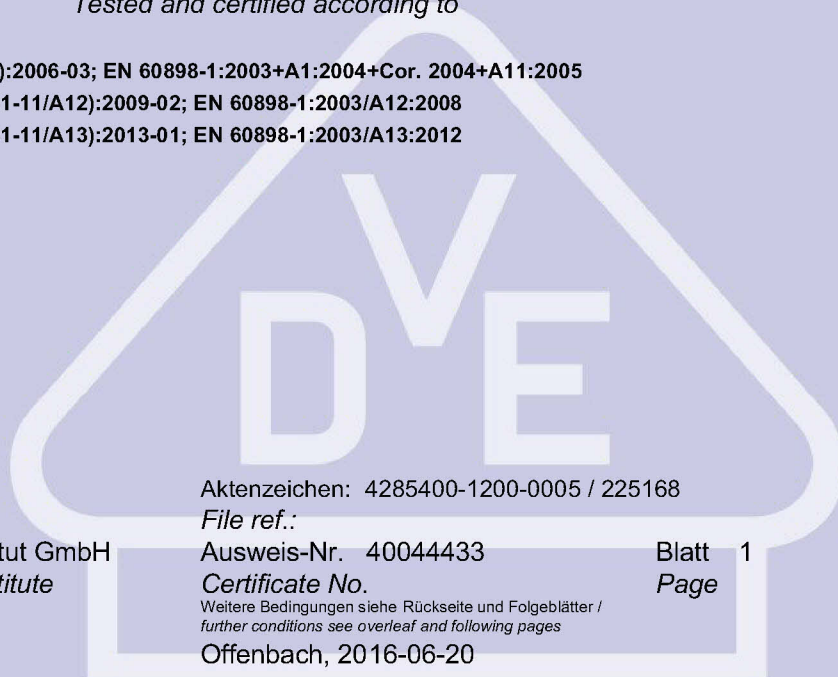 Tested and certified according to
):2006-03; EN 60898-1:2003+A1:2004+Cor. 2004+A11:2005
1-11/A12):2009-02; EN 60898-1:2003/A12:2008
1-11/A13):2013-01; EN 60898-1:2003/A13:2012
DVE
Aktenzeichen: 4285400-1200-0005 / 225168
File ref.:
tut GmbH Ausweis-Nr. 40044433 Blatt 1
titute Certificate No. Page
Weitere Bedingungen siehe Rückseite und Folgeblätter /
further conditions see overleaf and following pages
Offenbach, 2016-06-20